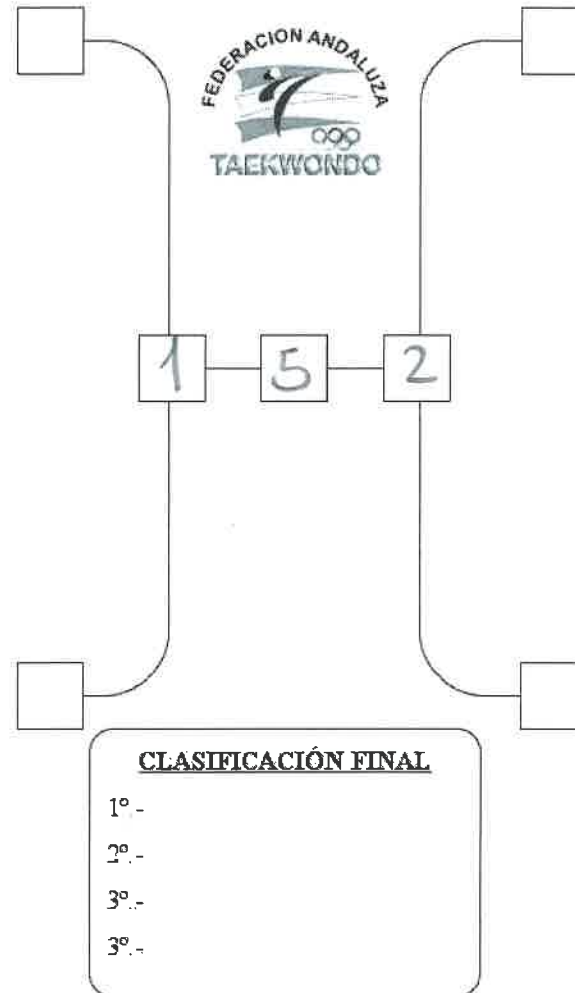 FEDERACION ANDALUZA
TAEKWONDO
1 5 2
CLASIFICACIÓN FINAL
1º.-
2º.-
3º.-
3º.-